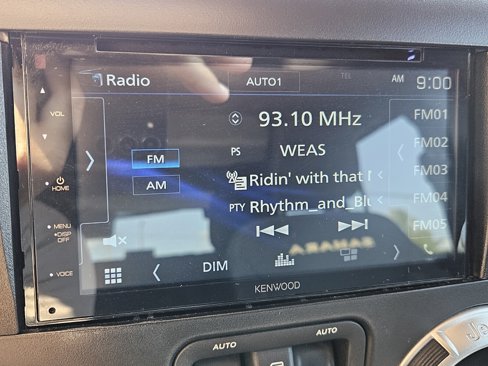 Radio AUTO1 TEL AM 9:00
VOL
93.10 MHz FM01
FM PS WEAS FM02
HOME AM Ridin' with that FM03
PTY Rhythm_and_Blu FM04
MENU
DISP
OFF
FM05
VOICE DIM
KENWOOD
AUTO AUTO